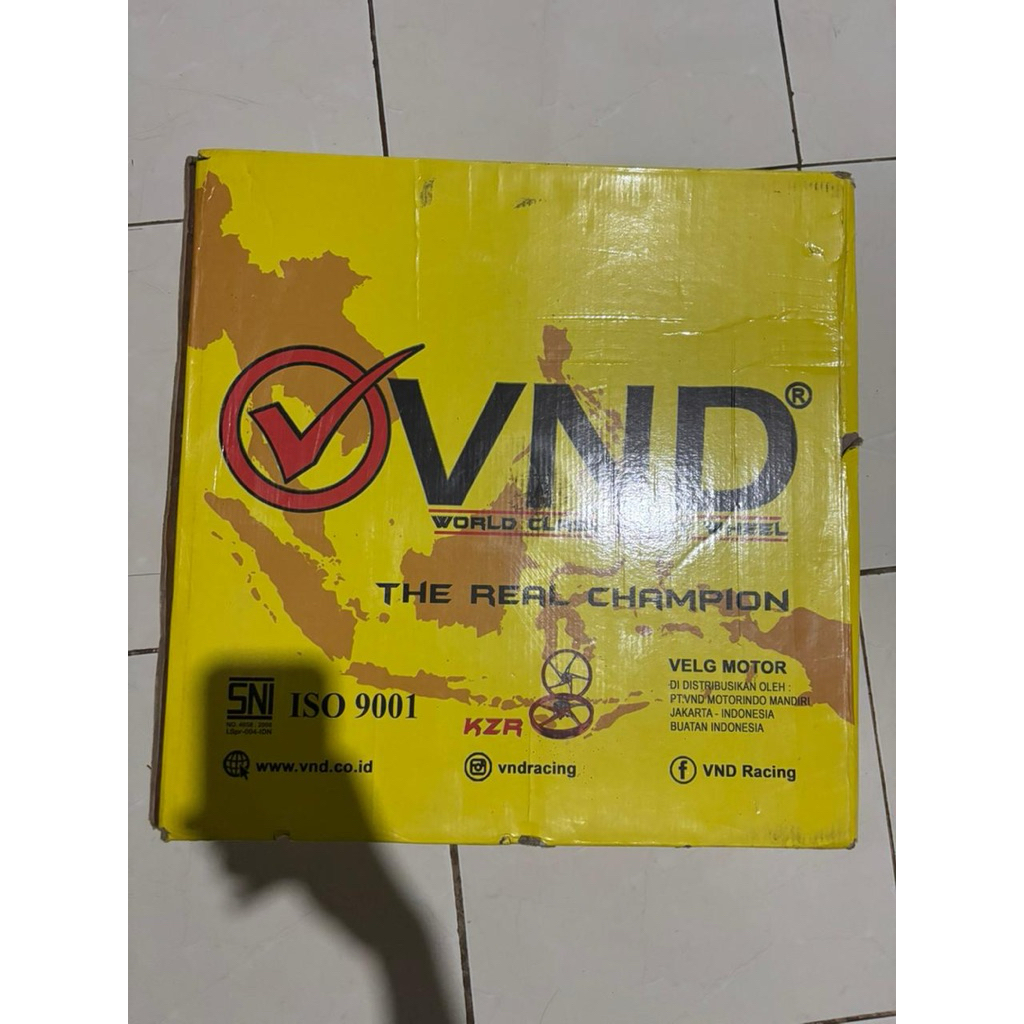 VND®
WORLD CLASS WHEEL
THE REAL CHAMPION
SNI
ISO 9001
KZR
VELG MOTOR
DI DISTRIBUSIKAN OLEH :
PT.VND MOTORINDO MANDIRI
JAKARTA - INDONESIA
BUATAN INDONESIA
www.vnd.co.id
vndracing
VND Racing